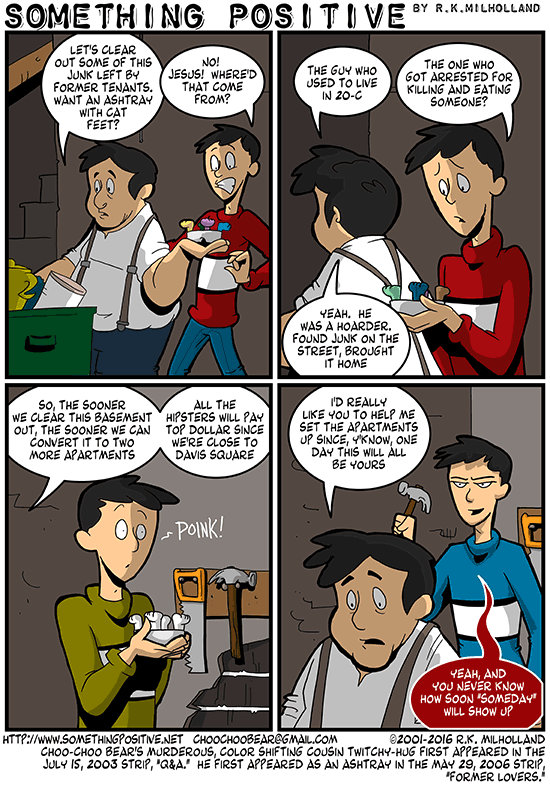 SOMETHING POSITIVE BY R.K.MILHOLLAND
LET'S CLEAR
OUT SOME OF THIS
JUNK LEFT BY
FORMER TENANTS.
WANT AN ASHTRAY
WITH CAT
FEET?
NO!
JESUS! WHERE'D
THAT COME
FROM?
THE GUY WHO
USED TO LIVE
IN 20-C
THE ONE WHO
GOT ARRESTED FOR
KILLING AND EATING
SOMEONE?
YEAH. HE
WAS A HOARDER.
FOUND JUNK ON THE
STREET, BROUGHT
IT HOME
SO, THE SOONER
WE CLEAR THIS BASEMENT
OUT, THE SOONER WE CAN
CONVERT IT TO TWO
MORE APARTMENTS
ALL THE
HIPSTERS WILL PAY
TOP DOLLAR SINCE
WE'RE CLOSE TO
DAVIS SQUARE
POINK!
I'D REALLY
LIKE YOU TO HELP ME
SET THE APARTMENTS
UP SINCE, Y'KNOW, ONE
DAY THIS WILL ALL
BE YOURS
YEAH, AND
YOU NEVER KNOW
HOW SOON "SOMEDAY"
WILL SHOW UP
HTTP://WWW.SOMETHINGPOSITIVE.NET CHOOCHOOBEAR@GMAIL.COM ©2001-2016 R.K. MILHOLLAND
CHOO-CHOO BEAR'S MURDEROUS, COLOR SHIFTING COUSIN TWITCHY-HUG FIRST APPEARED IN THE
JULY 15, 2003 STRIP, "Q&A." HE FIRST APPEARED AS AN ASHTRAY IN THE MAY 29, 2006 STRIP,
"FORMER LOVERS."